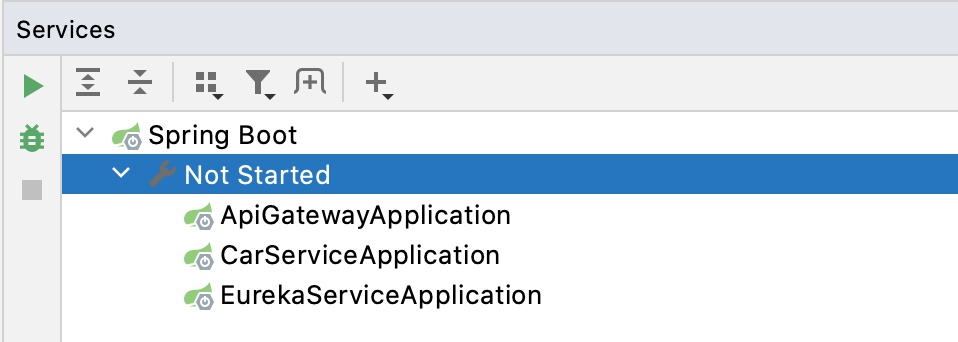 Services
Spring Boot
Not Started
ApiGatewayApplication
CarServiceApplication
EurekaServiceApplication